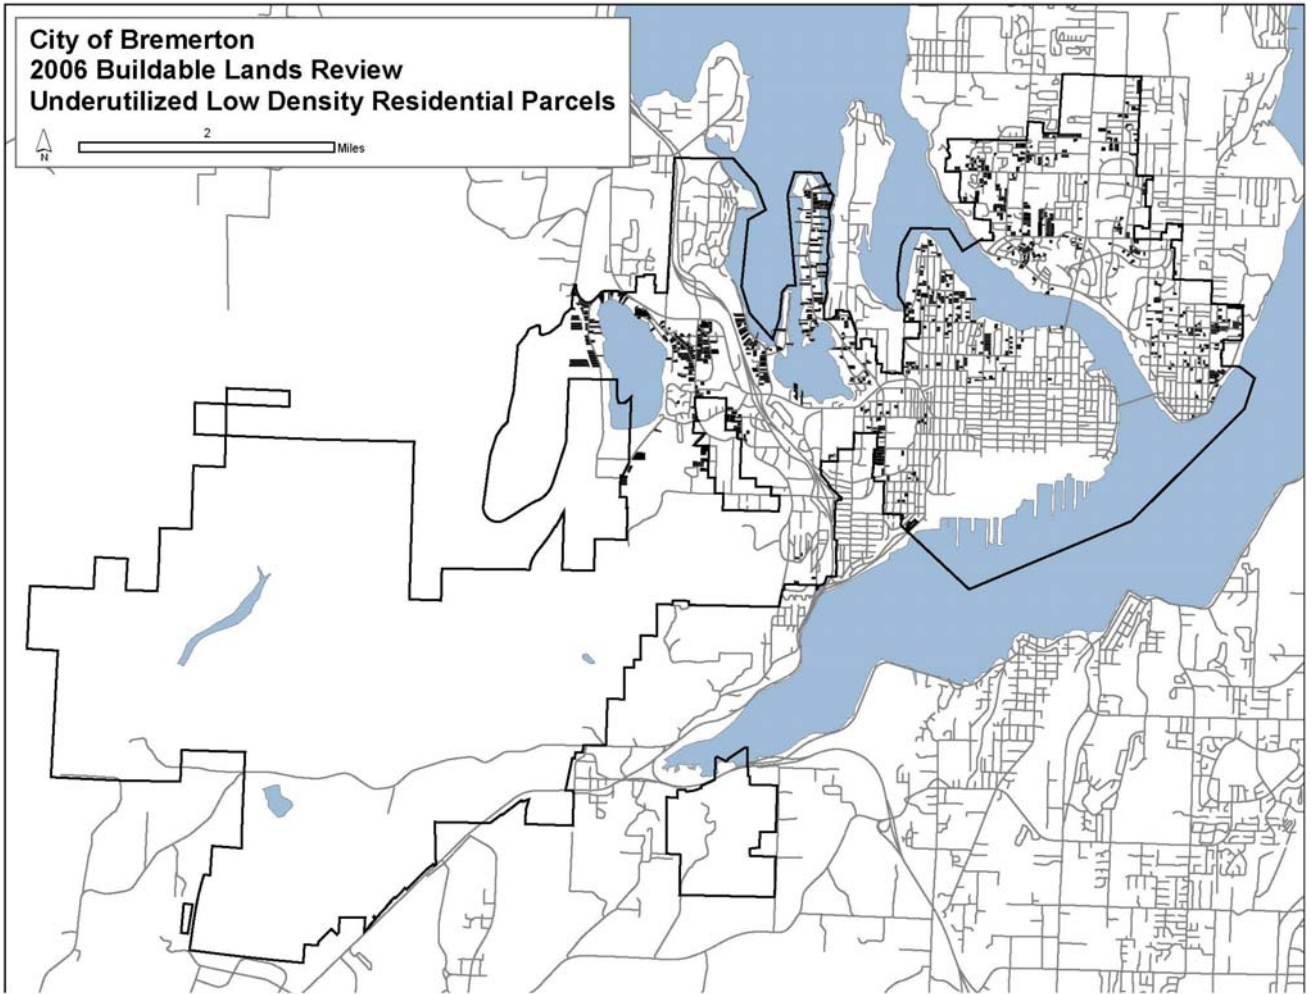 City of Bremerton
2006 Buildable Lands Review
Underutilized Low Density Residential Parcels
2
N
Miles